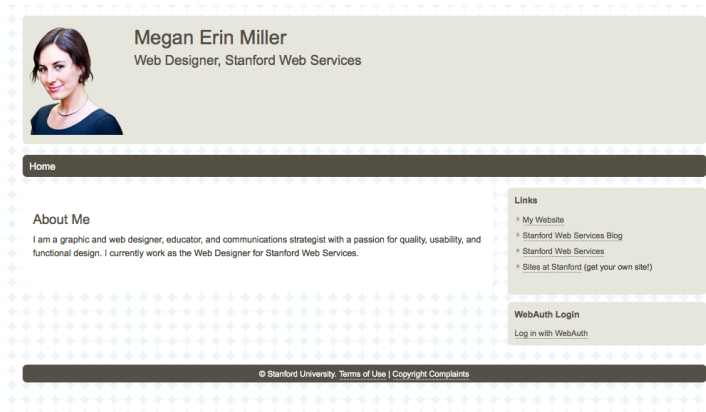 Megan Erin Miller
Web Designer, Stanford Web Services
Home
About Me
I am a graphic and web designer, educator, and communications strategist with a passion for quality, usability, and
functional design. I currently work as the Web Designer for Stanford Web Services.
Links
My Website
Stanford Web Services Blog
Stanford Web Services
Sites at Stanford (get your own site!)
WebAuth Login
Log in with WebAuth
© Stanford University. Terms of Use | Copyright Complaints